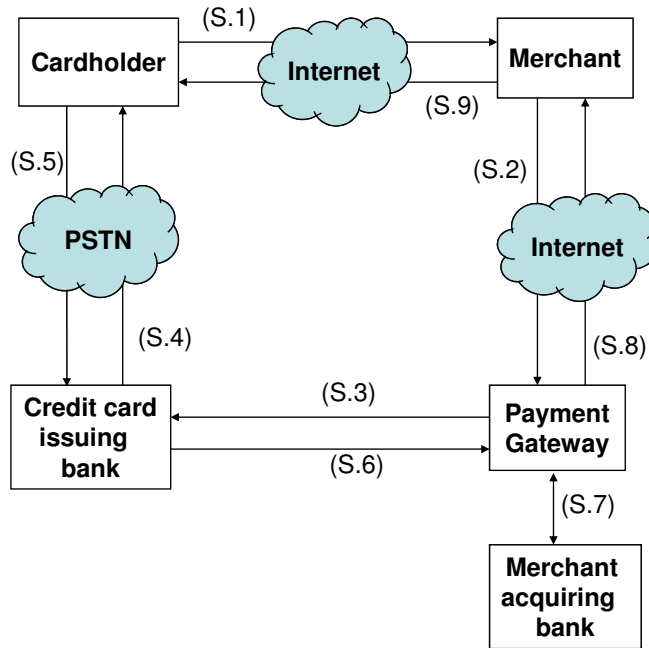 (S.1)
Cardholder
Internet
Merchant
(S.9)
(S.5)
(S.2)
PSTN
Internet
(S.4)
(S.8)
Credit card
issuing
bank
(S.3)
(S.6)
Payment
Gateway
(S.7)
Merchant
acquiring
bank